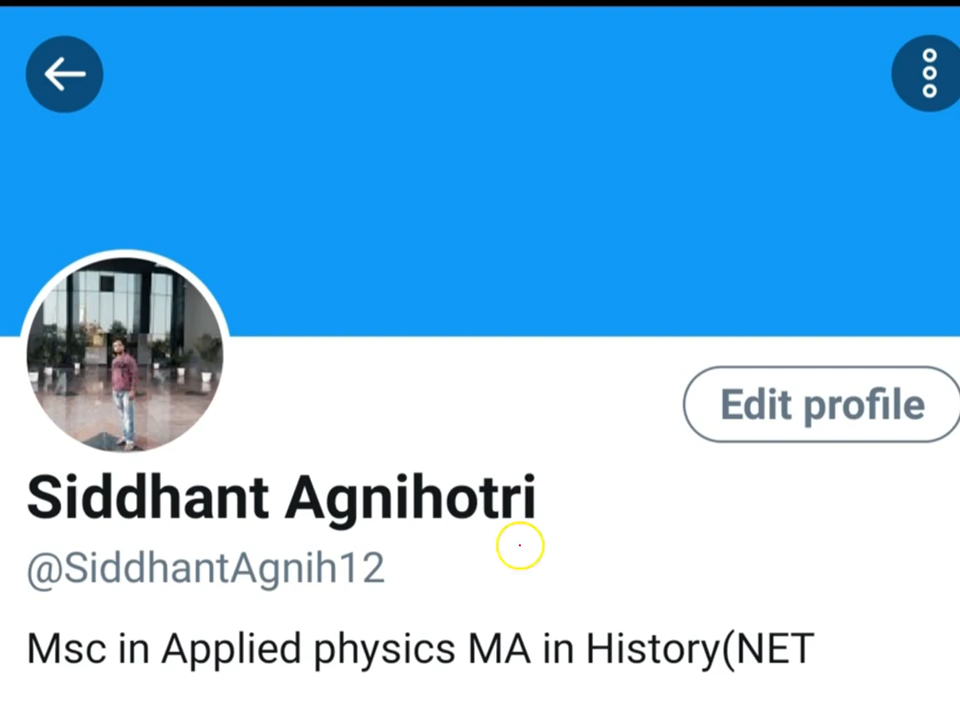 Edit profile
Siddhant Agnihotri
@SiddhantAgnih12
Msc in Applied physics MA in History(NET